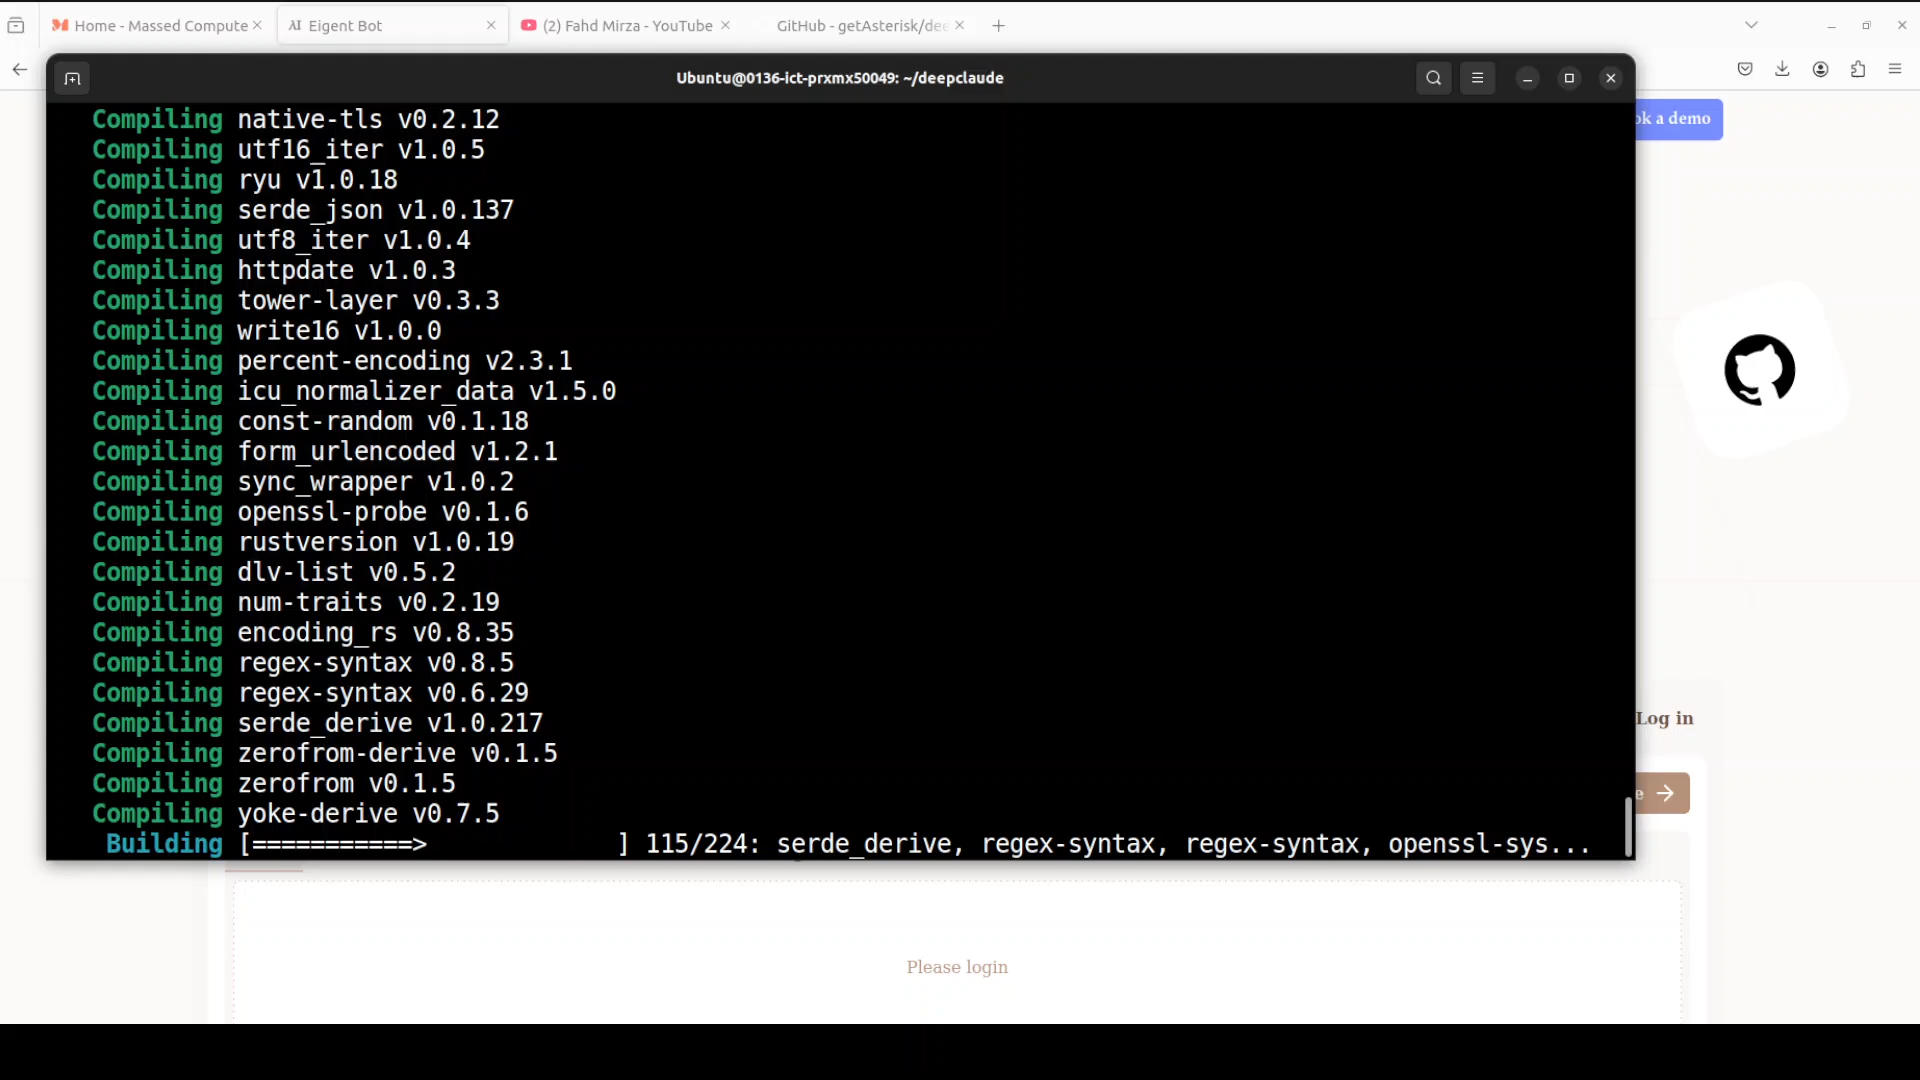 Home - Massed Compute
AI Eigent Bot
(2) Fahd Mirza - YouTube
GitHub - getAsterisk/dee
Ubuntu@0136-ict-prxmx50049: ~/deepclaude
ok a demo
Compiling native-tls v0.2.12
Compiling utf16_iter v1.0.5
Compiling ryu v1.0.18
Compiling serde_json v1.0.137
Compiling utf8_iter v1.0.4
Compiling httpdate v1.0.3
Compiling tower-layer v0.3.3
Compiling write16 v1.0.0
Compiling percent-encoding v2.3.1
Compiling icu_normalizer_data v1.5.0
Compiling const-random v0.1.18
Compiling form_urlencoded v1.2.1
Compiling sync_wrapper v1.0.2
Compiling openssl-probe v0.1.6
Compiling rustversion v1.0.19
Compiling dlv-list v0.5.2
Compiling num-traits v0.2.19
Compiling encoding_rs v0.8.35
Compiling regex-syntax v0.8.5
Compiling regex-syntax v0.6.29
Compiling serde_derive v1.0.217
Log in
Compiling zerofrom-derive v0.1.5
Compiling zerofrom v0.1.5
e
Compiling yoke-derive v0.7.5
Building [===========>             ] 115/224: serde_derive, regex-syntax, regex-syntax, openssl-sys...
Please login